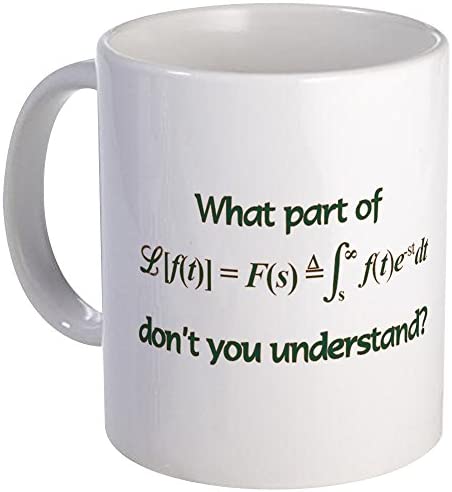 What part of
ℒ[f(t)] = F(s) ≜ ∫ₛ^∞ f(t)e^-st dt
don't you understand?